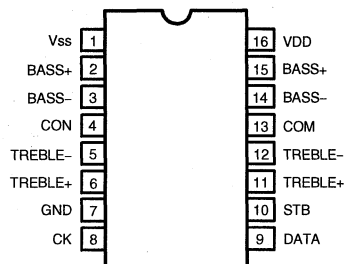 Vss 1 16 VDD
BASS+ 2 15 BASS+
BASS− 3 14 BASS−
CON 4 13 COM
TREBLE− 5 12 TREBLE−
TREBLE+ 6 11 TREBLE+
GND 7 10 STB
CK 8 9 DATA